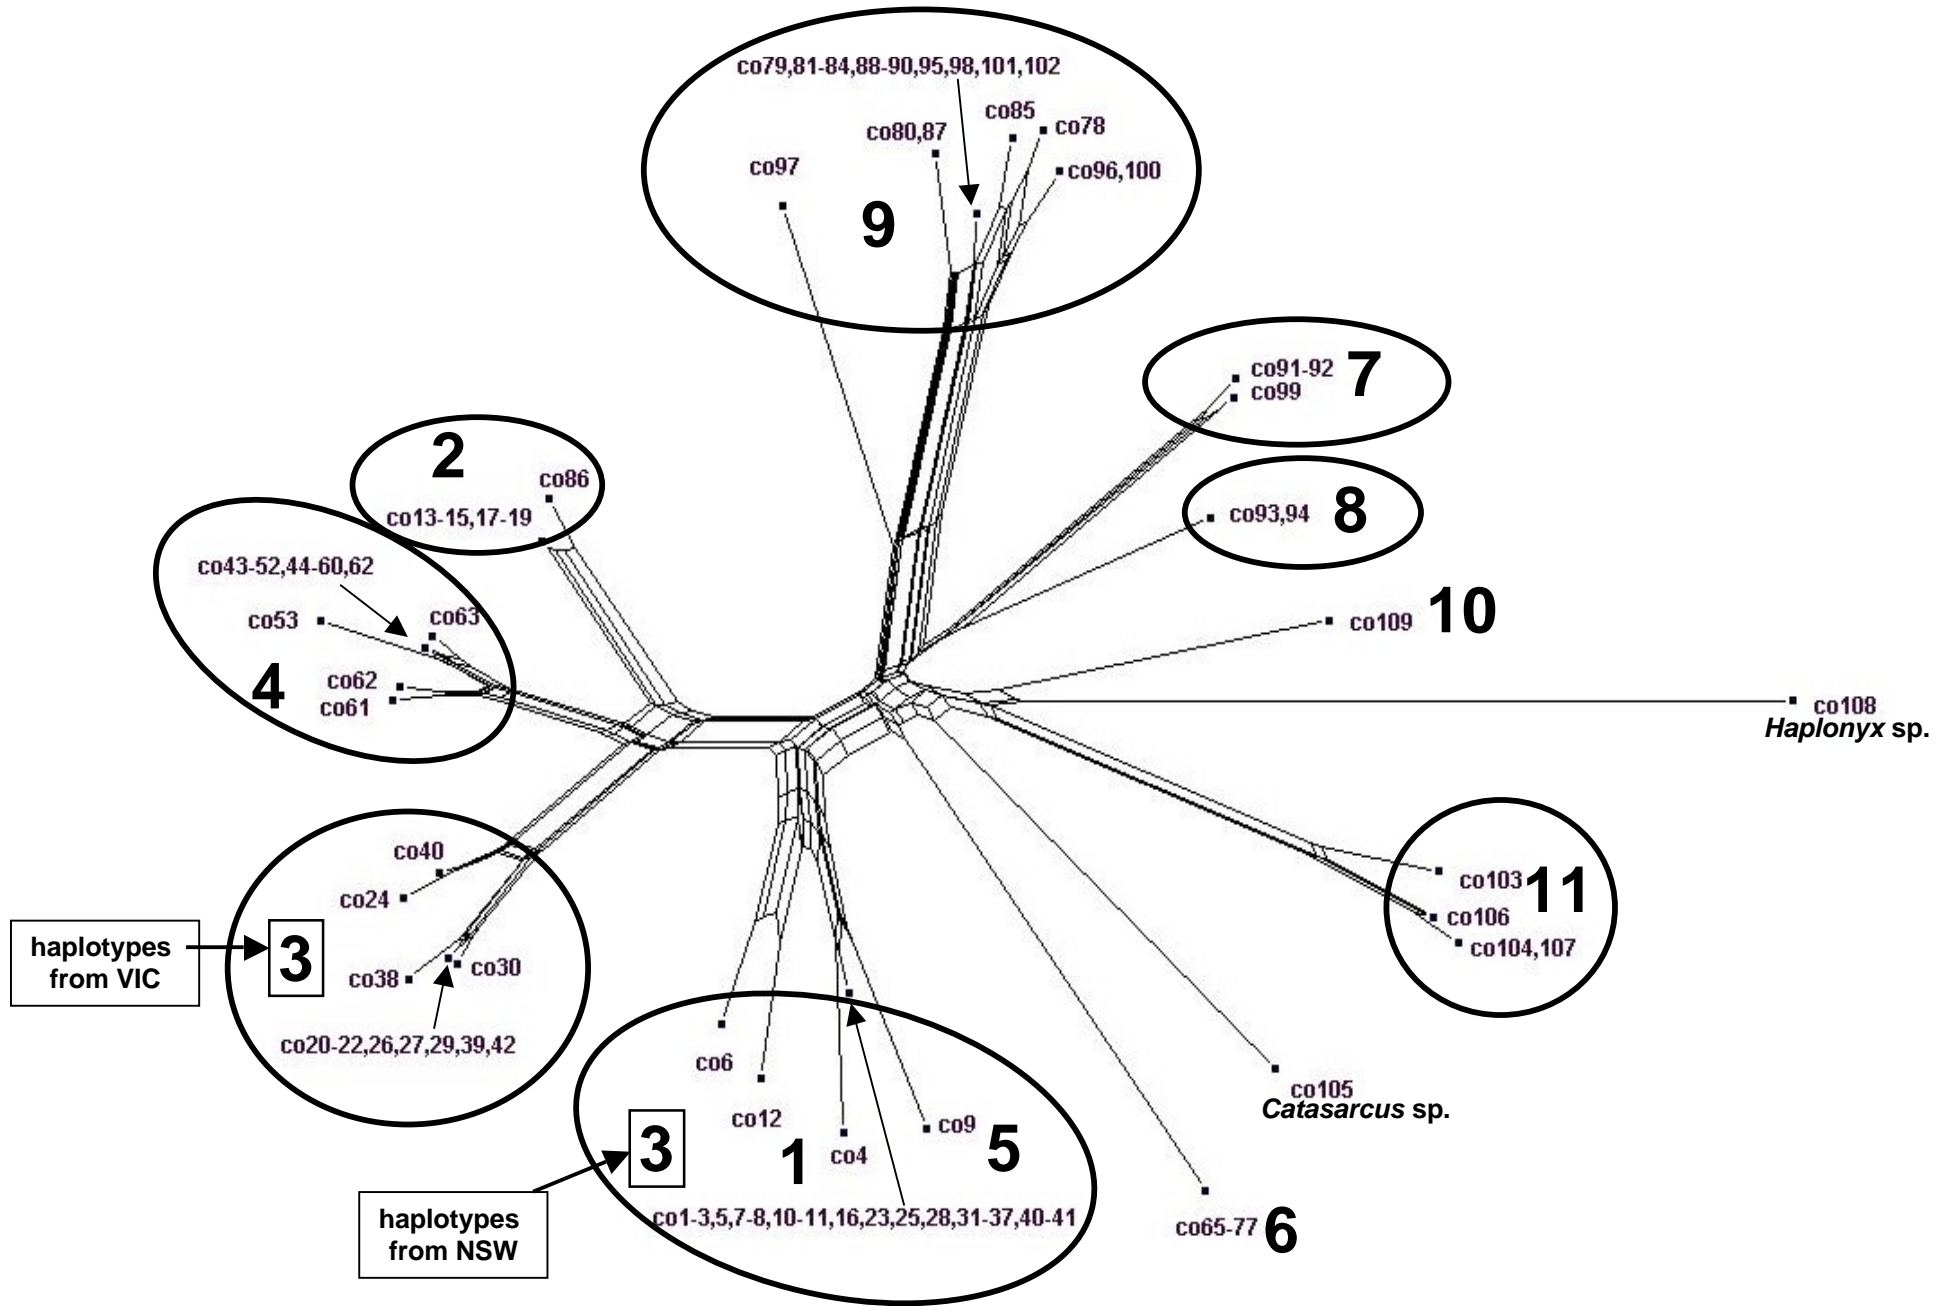 co79,81-84,88-90,95,98,101,102
co85
co78
co80,87
co96,100
co97
9
co91-92
7
co99
2
co86
co13-15,17-19
co93,94
8
co43-52,44-60,62
co53
co63
co109
10
4
co62
co61
co108
Haplonyx sp.
co40
co24
co103
11
co106
co104,107
haplotypes
from VIC
3
co38
co30
co20-22,26,27,29,39,42
co6
co12
co105
Catasarcus sp.
3
1
co4
co9
5
co1-3,5,7-8,10-11,16,23,25,28,31-37,40-41
haplotypes
from NSW
co65-77
6